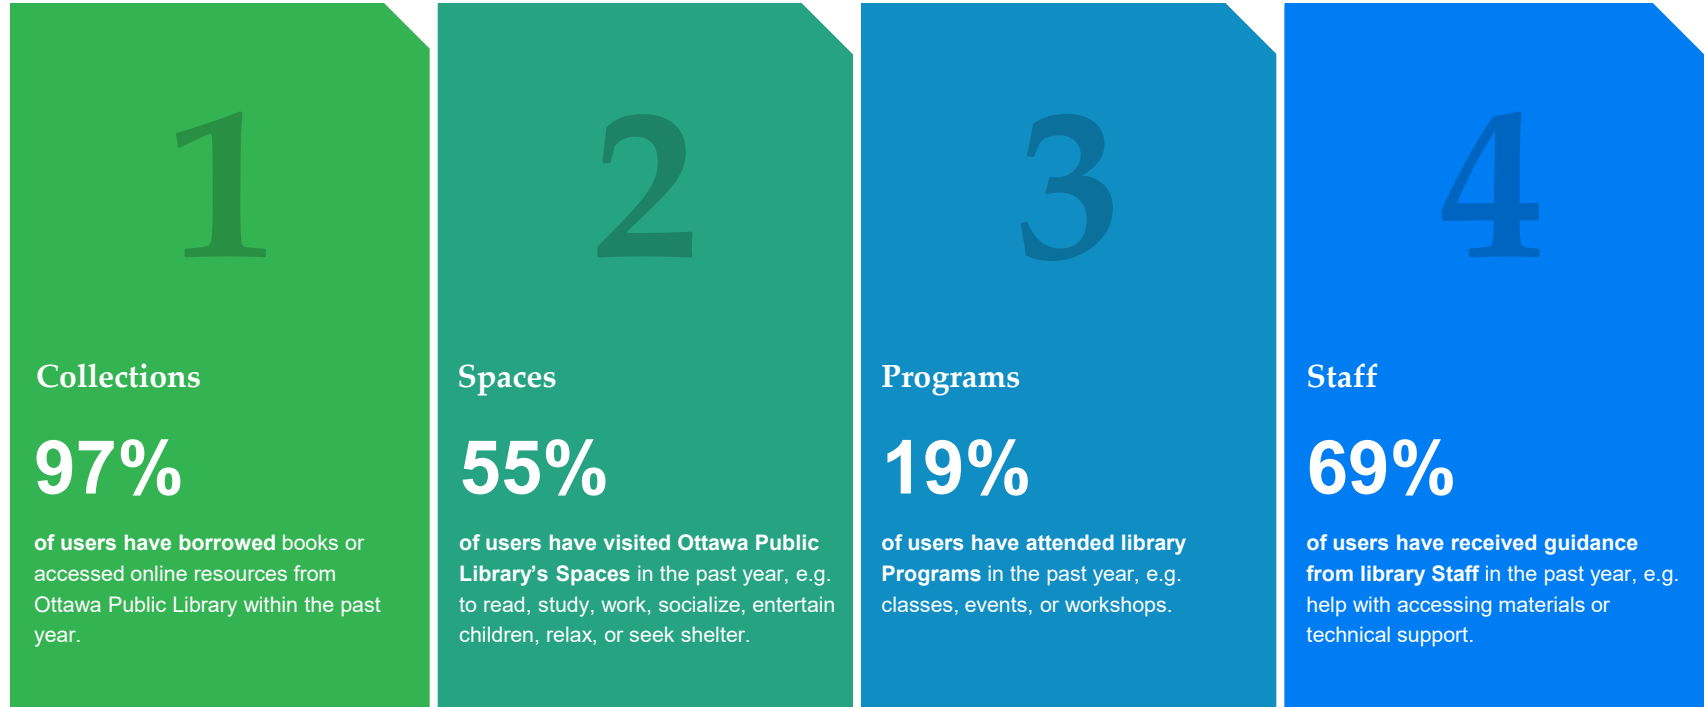 1
Collections
97%
of users have borrowed books or
accessed online resources from
Ottawa Public Library within the past
year.
2
Spaces
55%
of users have visited Ottawa Public
Library’s Spaces in the past year, e.g.
to read, study, work, socialize, entertain
children, relax, or seek shelter.
3
Programs
19%
of users have attended library
Programs in the past year, e.g.
classes, events, or workshops.
4
Staff
69%
of users have received guidance
from library Staff in the past year, e.g.
help with accessing materials or
technical support.